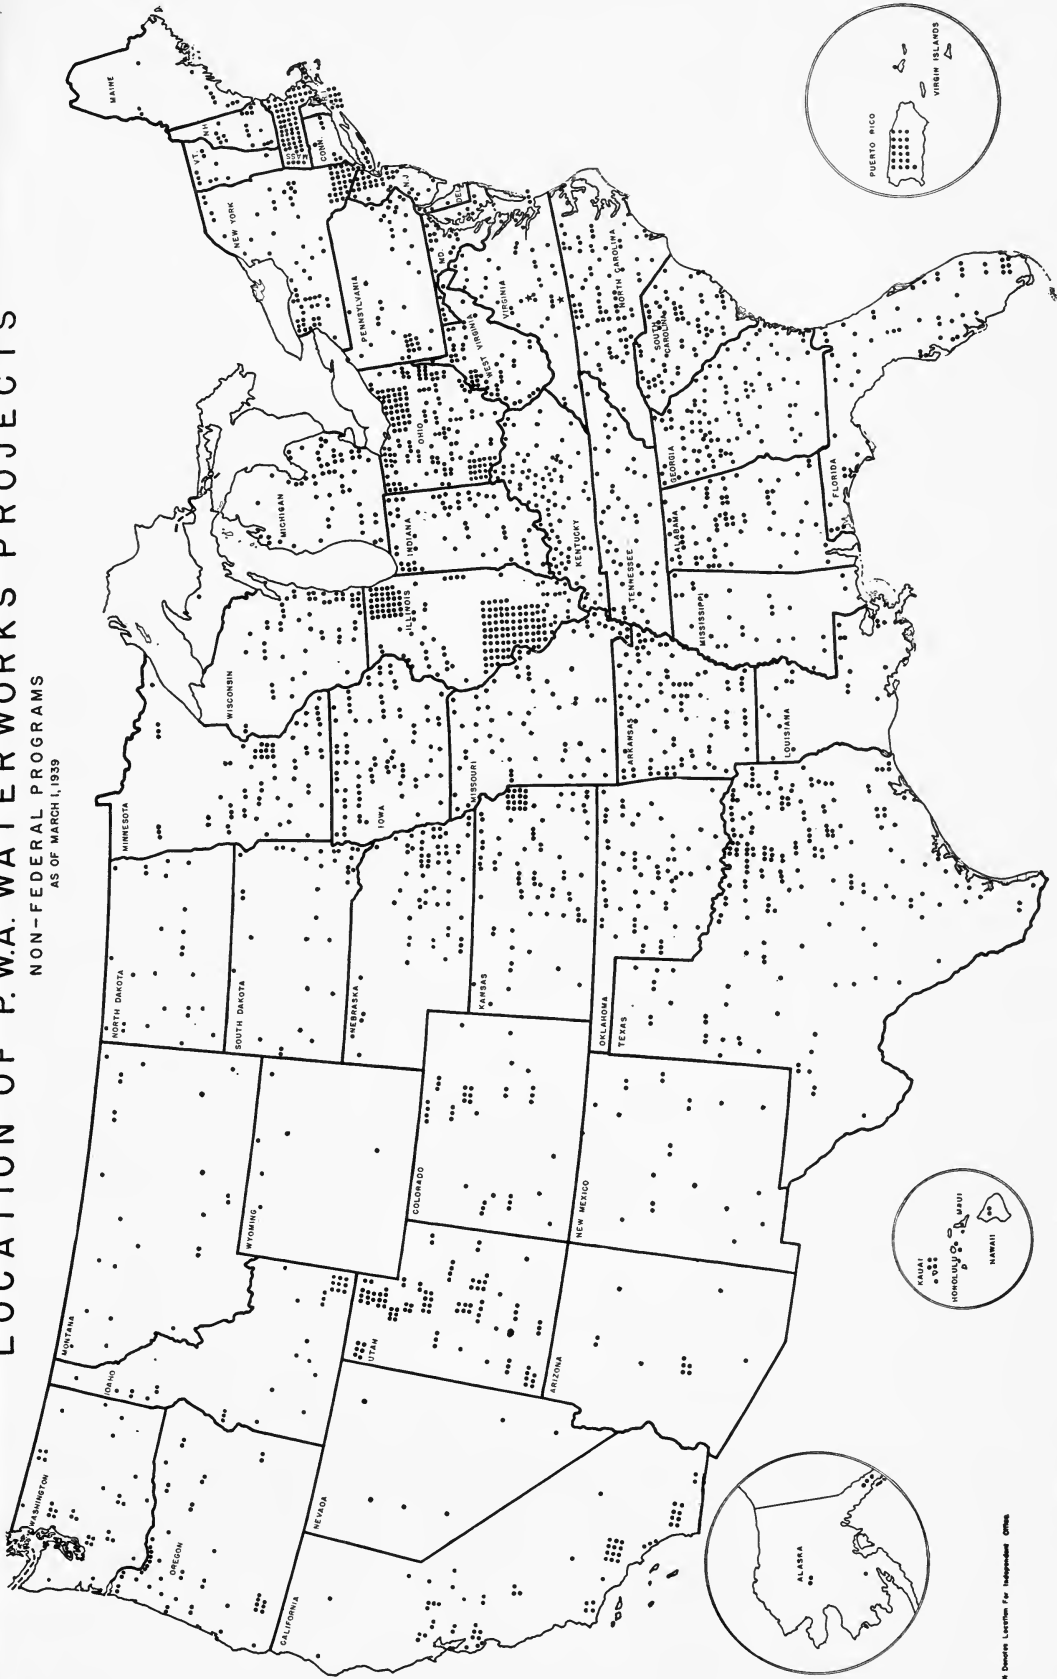 LOCATION OF P.W.A. WATERWORKS PROJECTS
NON-FEDERAL PROGRAMS
AS OF MARCH 1, 1939
WASHINGTON
OREGON
CALIFORNIA
NEVADA
IDAHO
MONTANA
WYOMING
UTAH
ARIZONA
COLORADO
NEW MEXICO
NORTH DAKOTA
SOUTH DAKOTA
NEBRASKA
KANSAS
OKLAHOMA
TEXAS
MINNESOTA
IOWA
MISSOURI
ARKANSAS
LOUISIANA
WISCONSIN
ILLINOIS
MICHIGAN
INDIANA
OHIO
KENTUCKY
TENNESSEE
MISSISSIPPI
ALABAMA
GEORGIA
FLORIDA
SOUTH CAROLINA
NORTH CAROLINA
VIRGINIA
WEST VIRGINIA
MD.
DEL.
PENNSYLVANIA
N.J.
NEW YORK
CONN.
R.I.
MASS
VT.
N.H.
MAINE
ALASKA
KAUAI
HONOLULU
MAUI
HAWAII
PUERTO RICO
VIRGIN ISLANDS
Denotes Location For Independent Cities